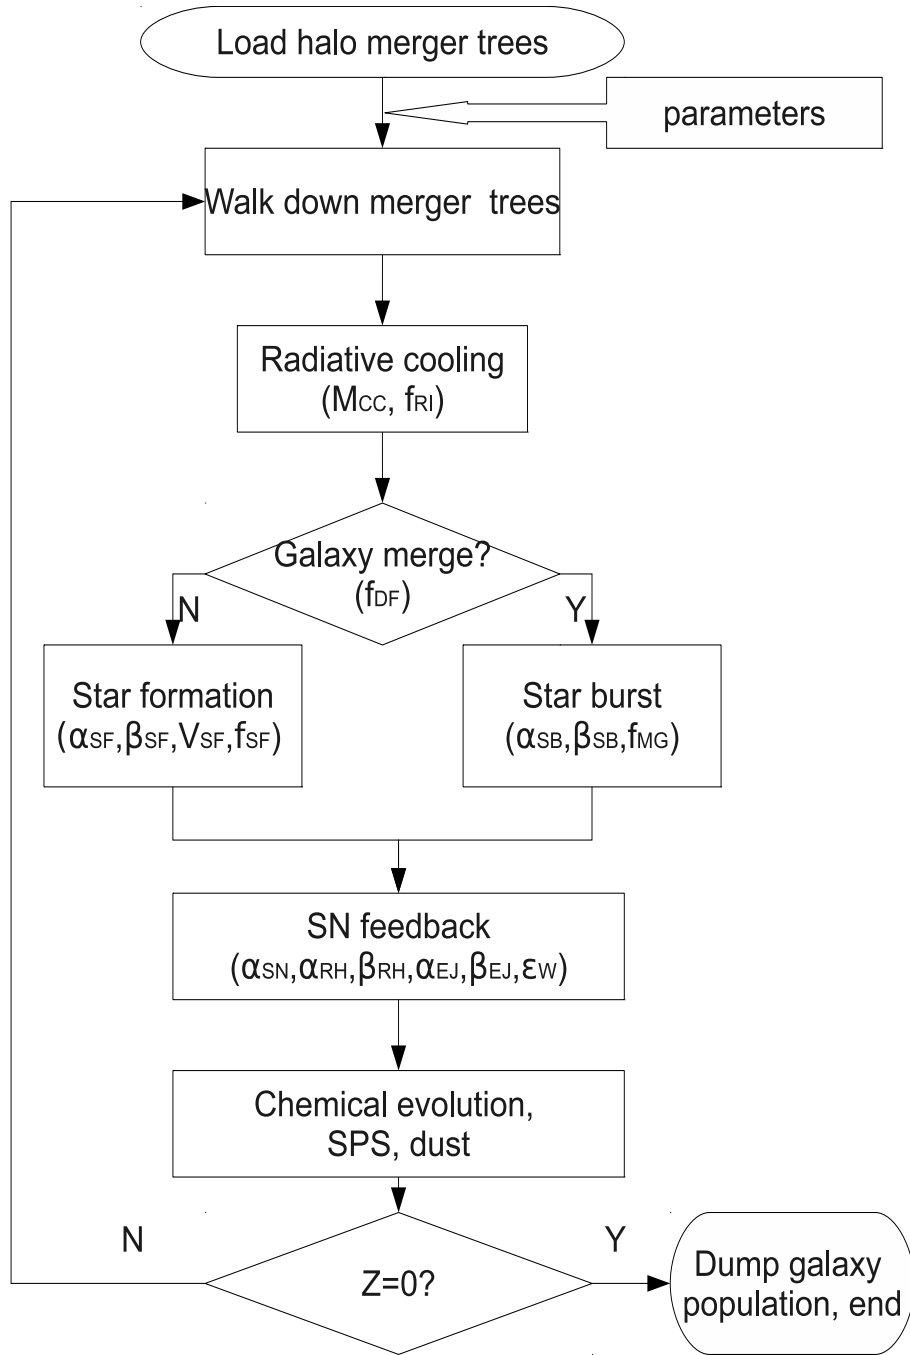 Load halo merger trees
parameters
Walk down merger trees
Radiative cooling
(MCC, fRI)
Galaxy merge?
(fDF)
N
Y
Star formation
(αSF,βSF,VSF,fSF)
Star burst
(αSB,βSB,fMG)
SN feedback
(αSN,αRH,βRH,αEJ,βEJ,εW)
Chemical evolution,
SPS, dust
N
Y
Z=0?
Dump galaxy
population, end